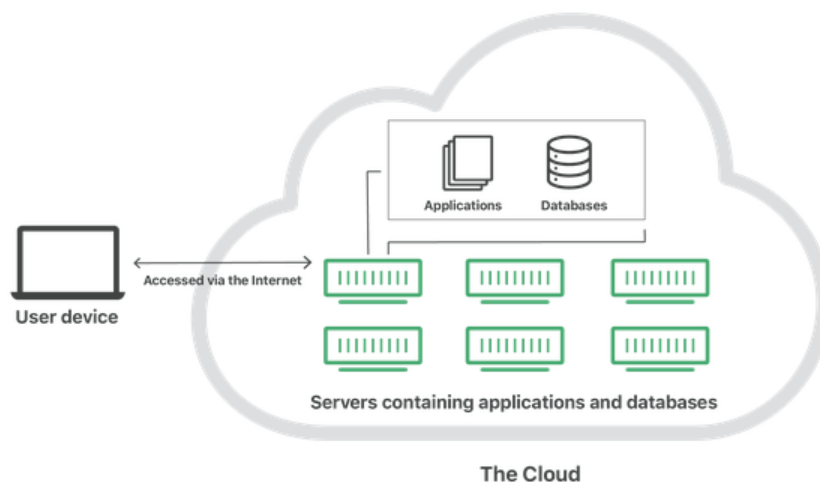 Applications
Databases
Accessed via the Internet
User device
Servers containing applications and databases
The Cloud